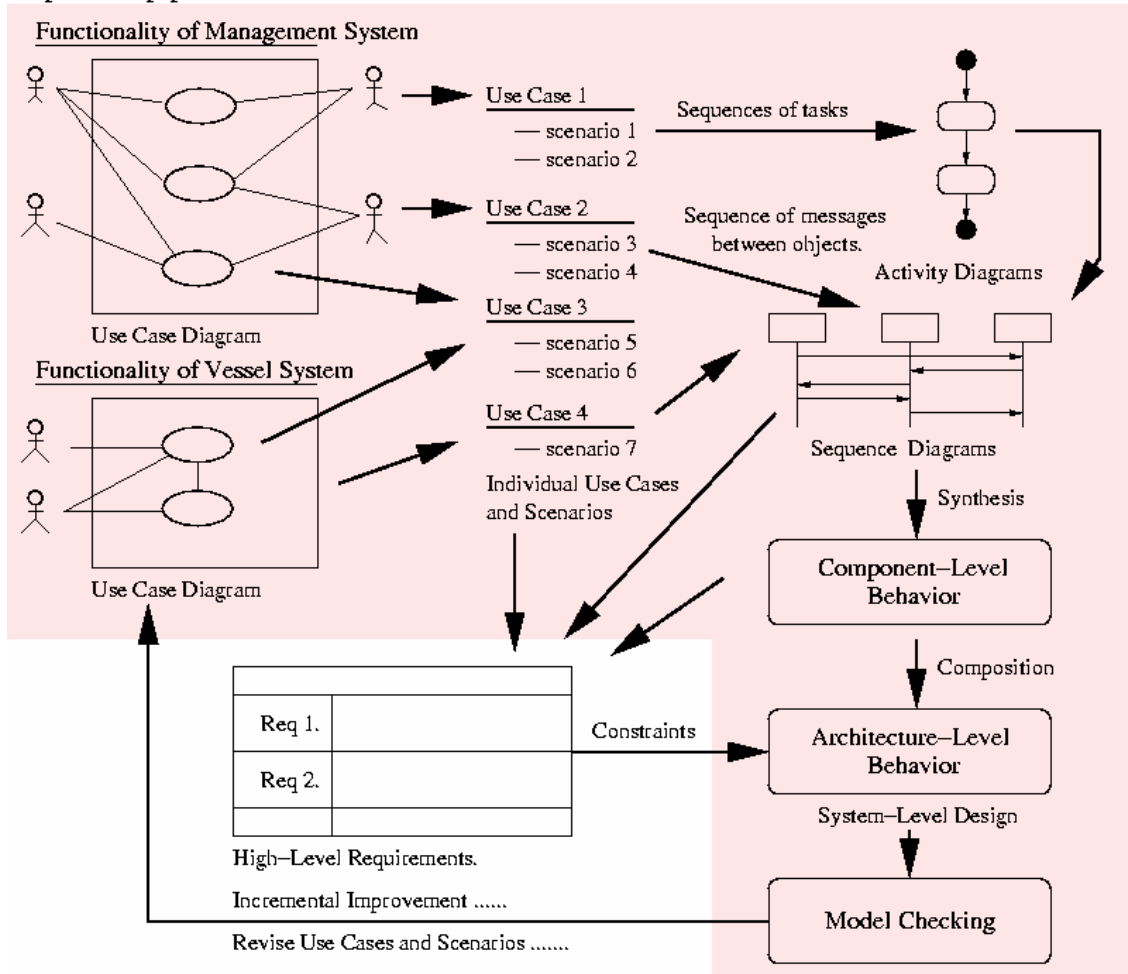 Functionality of Management System
Use Case 1
scenario 1
scenario 2
Sequences of tasks
Use Case 2
scenario 3
scenario 4
Sequence of messages
between objects.
Activity Diagrams
Use Case 3
scenario 5
scenario 6
Use Case Diagram
Functionality of Vessel System
Use Case 4
scenario 7
Individual Use Cases
and Scenarios
Sequence Diagrams
Synthesis
Component-Level
Behavior
Use Case Diagram
Composition
Req 1.
Req 2.
Constraints
Architecture-Level
Behavior
System-Level Design
High-Level Requirements.
Incremental Improvement ......
Revise Use Cases and Scenarios .......
Model Checking